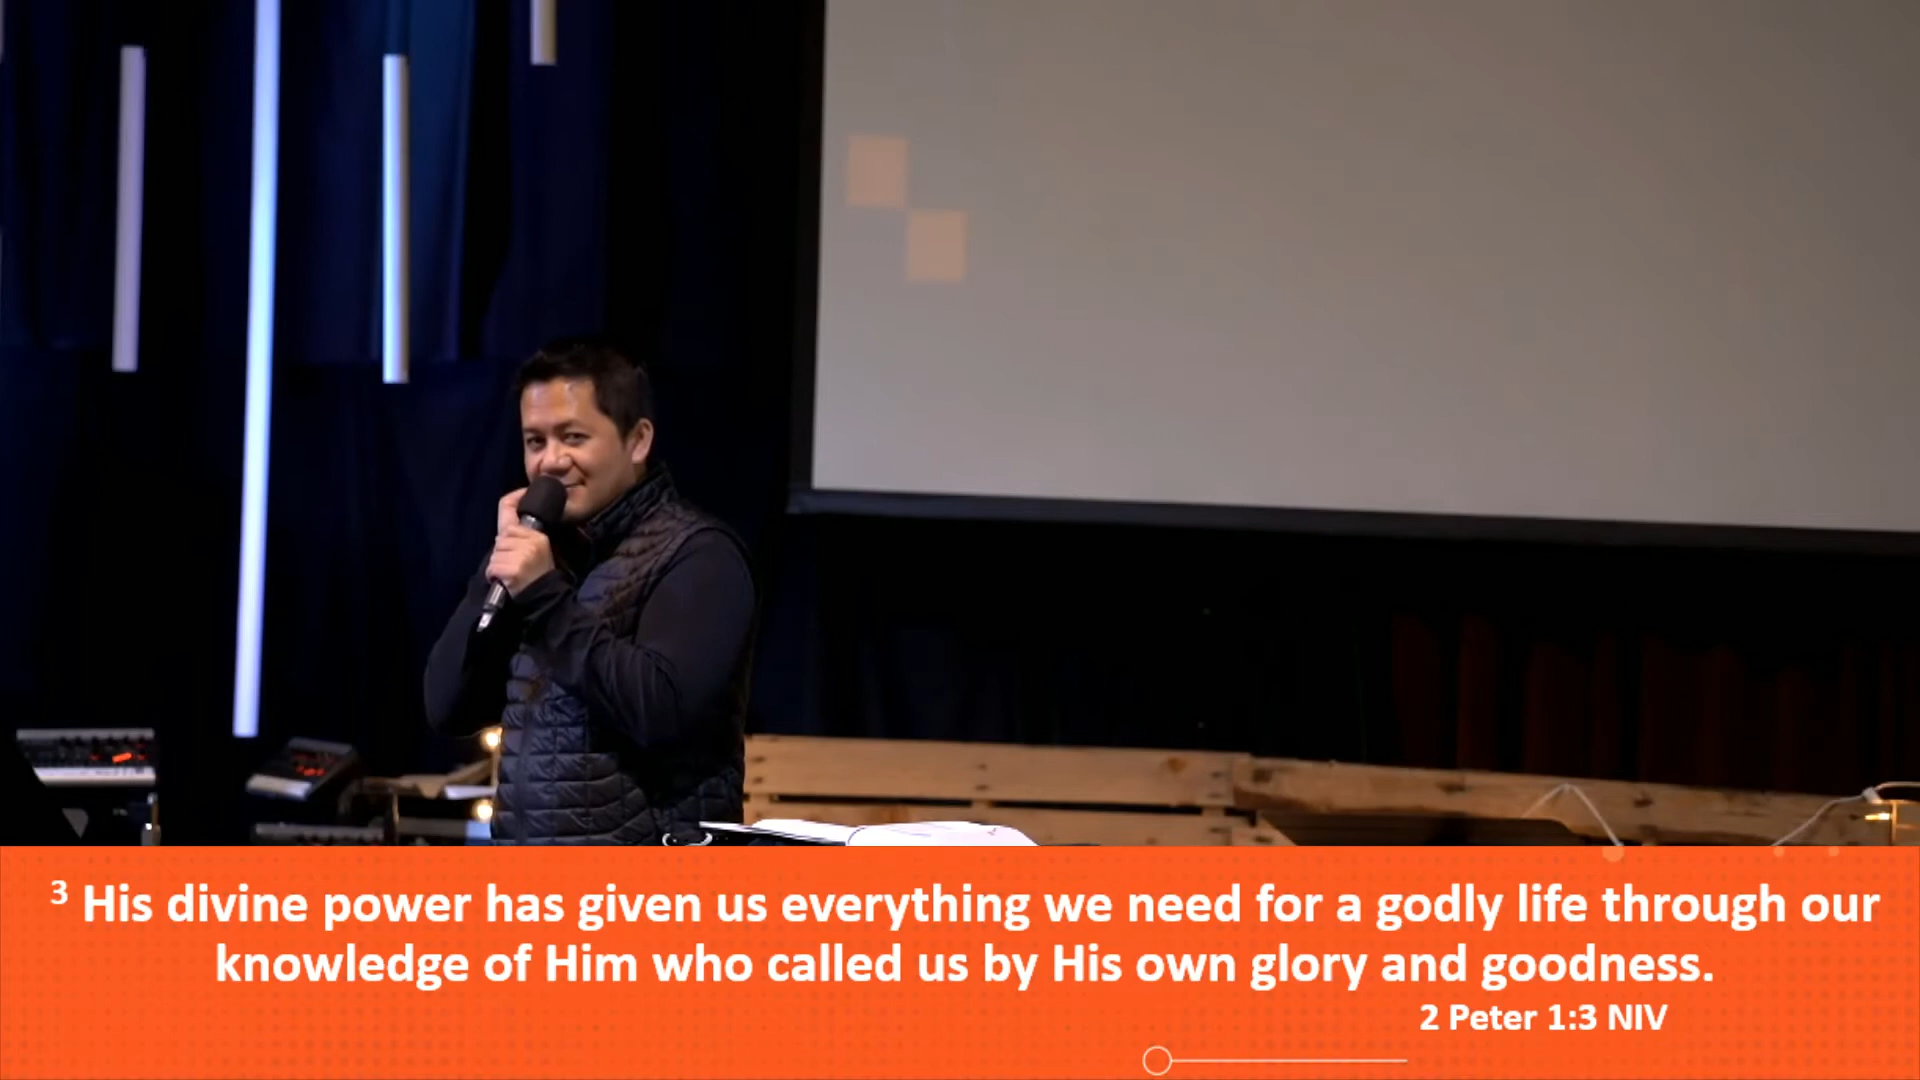 ³ His divine power has given us everything we need for a godly life through our
knowledge of Him who called us by His own glory and goodness.
2 Peter 1:3 NIV